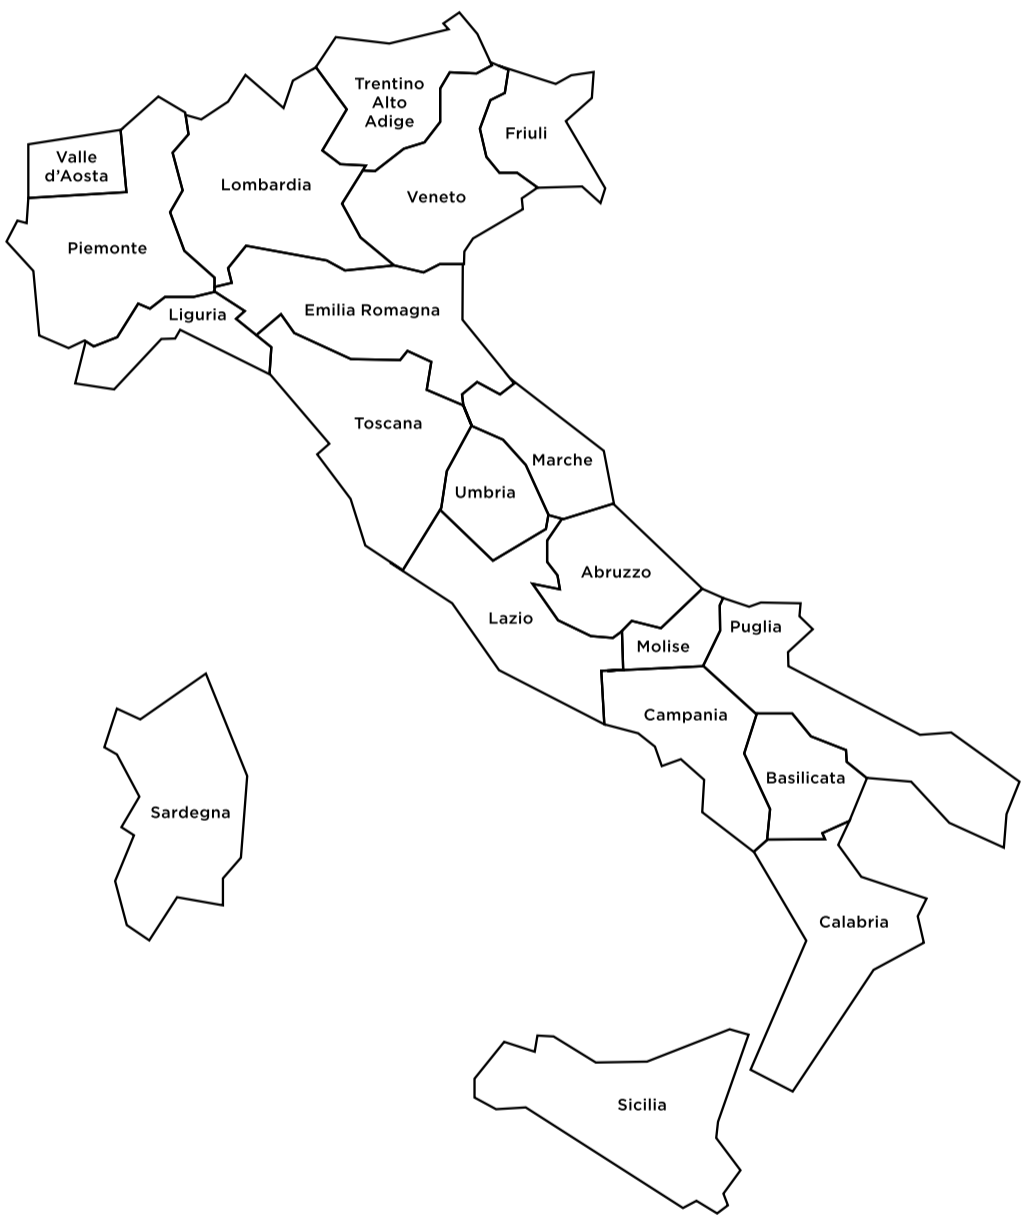 Trentino
Alto
Adige
Friuli
Valle
d'Aosta
Lombardia
Veneto
Piemonte
Emilia Romagna
Liguria
Toscana
Marche
Umbria
Abruzzo
Lazio
Puglia
Molise
Campania
Basilicata
Sardegna
Calabria
Sicilia